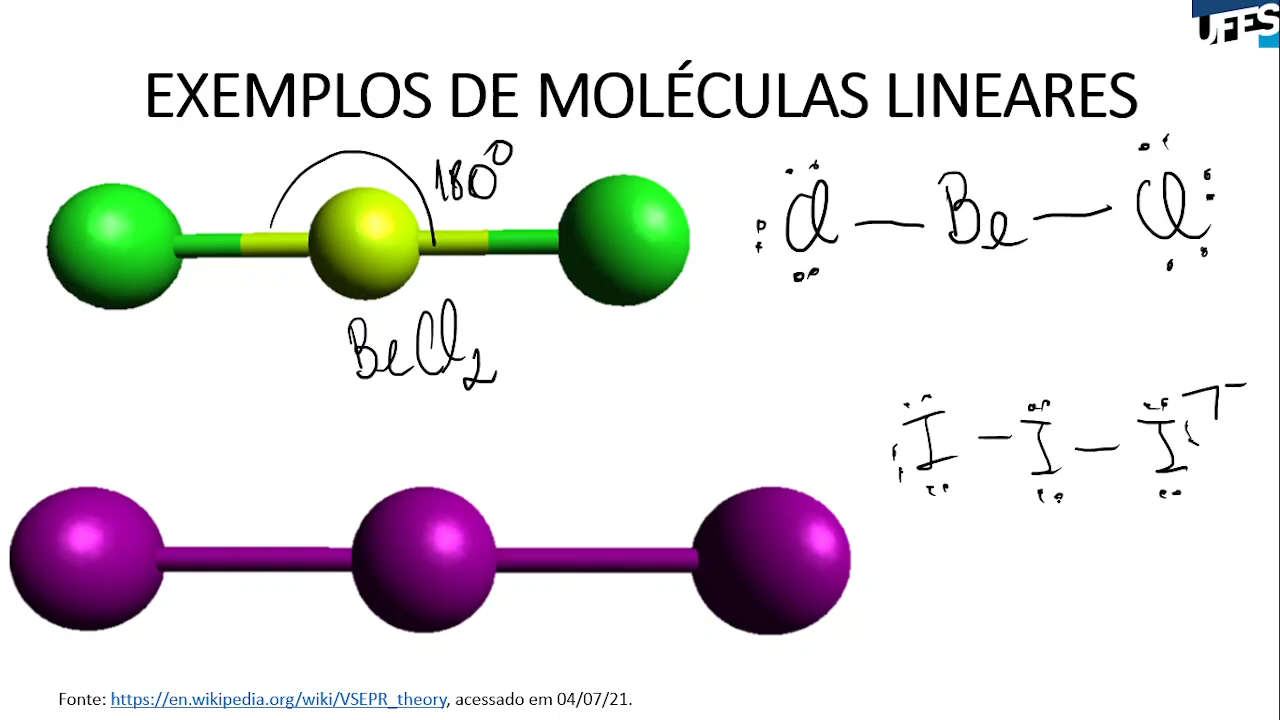 UFES
EXEMPLOS DE MOLÉCULAS LINEARES
180°
Cl — Be — Cl
BeCl2
I — I — I ⁻
Fonte: https://en.wikipedia.org/wiki/VSEPR_theory, acessado em 04/07/21.